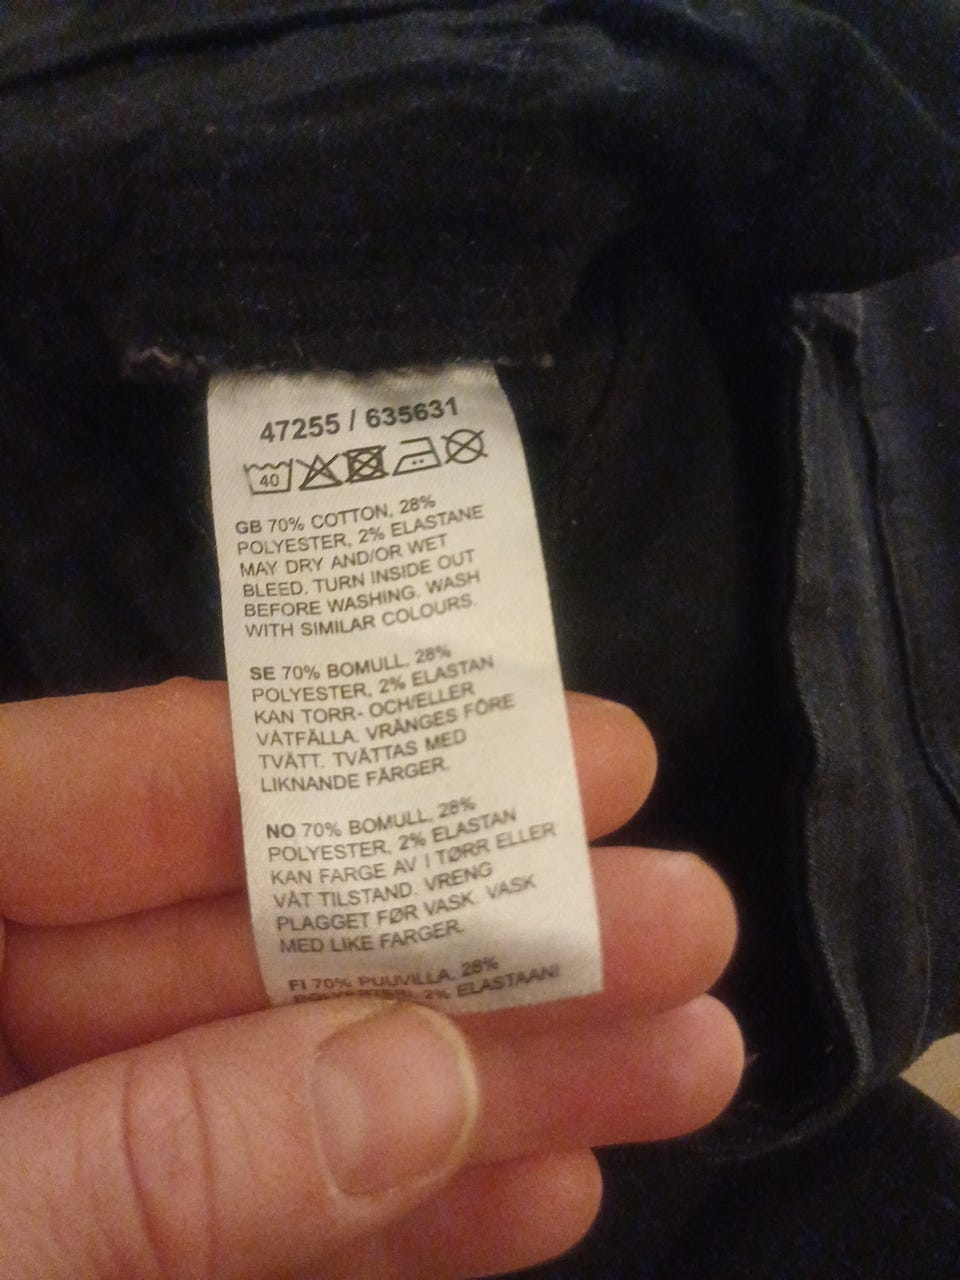 47255 / 635631
40
GB 70% COTTON, 28%
POLYESTER, 2% ELASTANE
MAY DRY AND/OR WET
BLEED. TURN INSIDE OUT
BEFORE WASHING. WASH
WITH SIMILAR COLOURS.
SE 70% BOMULL, 28%
POLYESTER, 2% ELASTAN
KAN TORR- OCH/ELLER
VÅTFÄLLA. VRÄNGES FÖRE
TVÄTT. TVÄTTAS MED
LIKNANDE FÄRGER.
NO 70% BOMULL, 28%
POLYESTER, 2% ELASTAN
KAN FARGE AV I TØRR ELLER
VÅT TILSTAND. VRENG
PLAGGET FØR VASK. VASK
MED LIKE FARGER.
FI 70% PUUVILLA, 28%
2% ELASTAANI